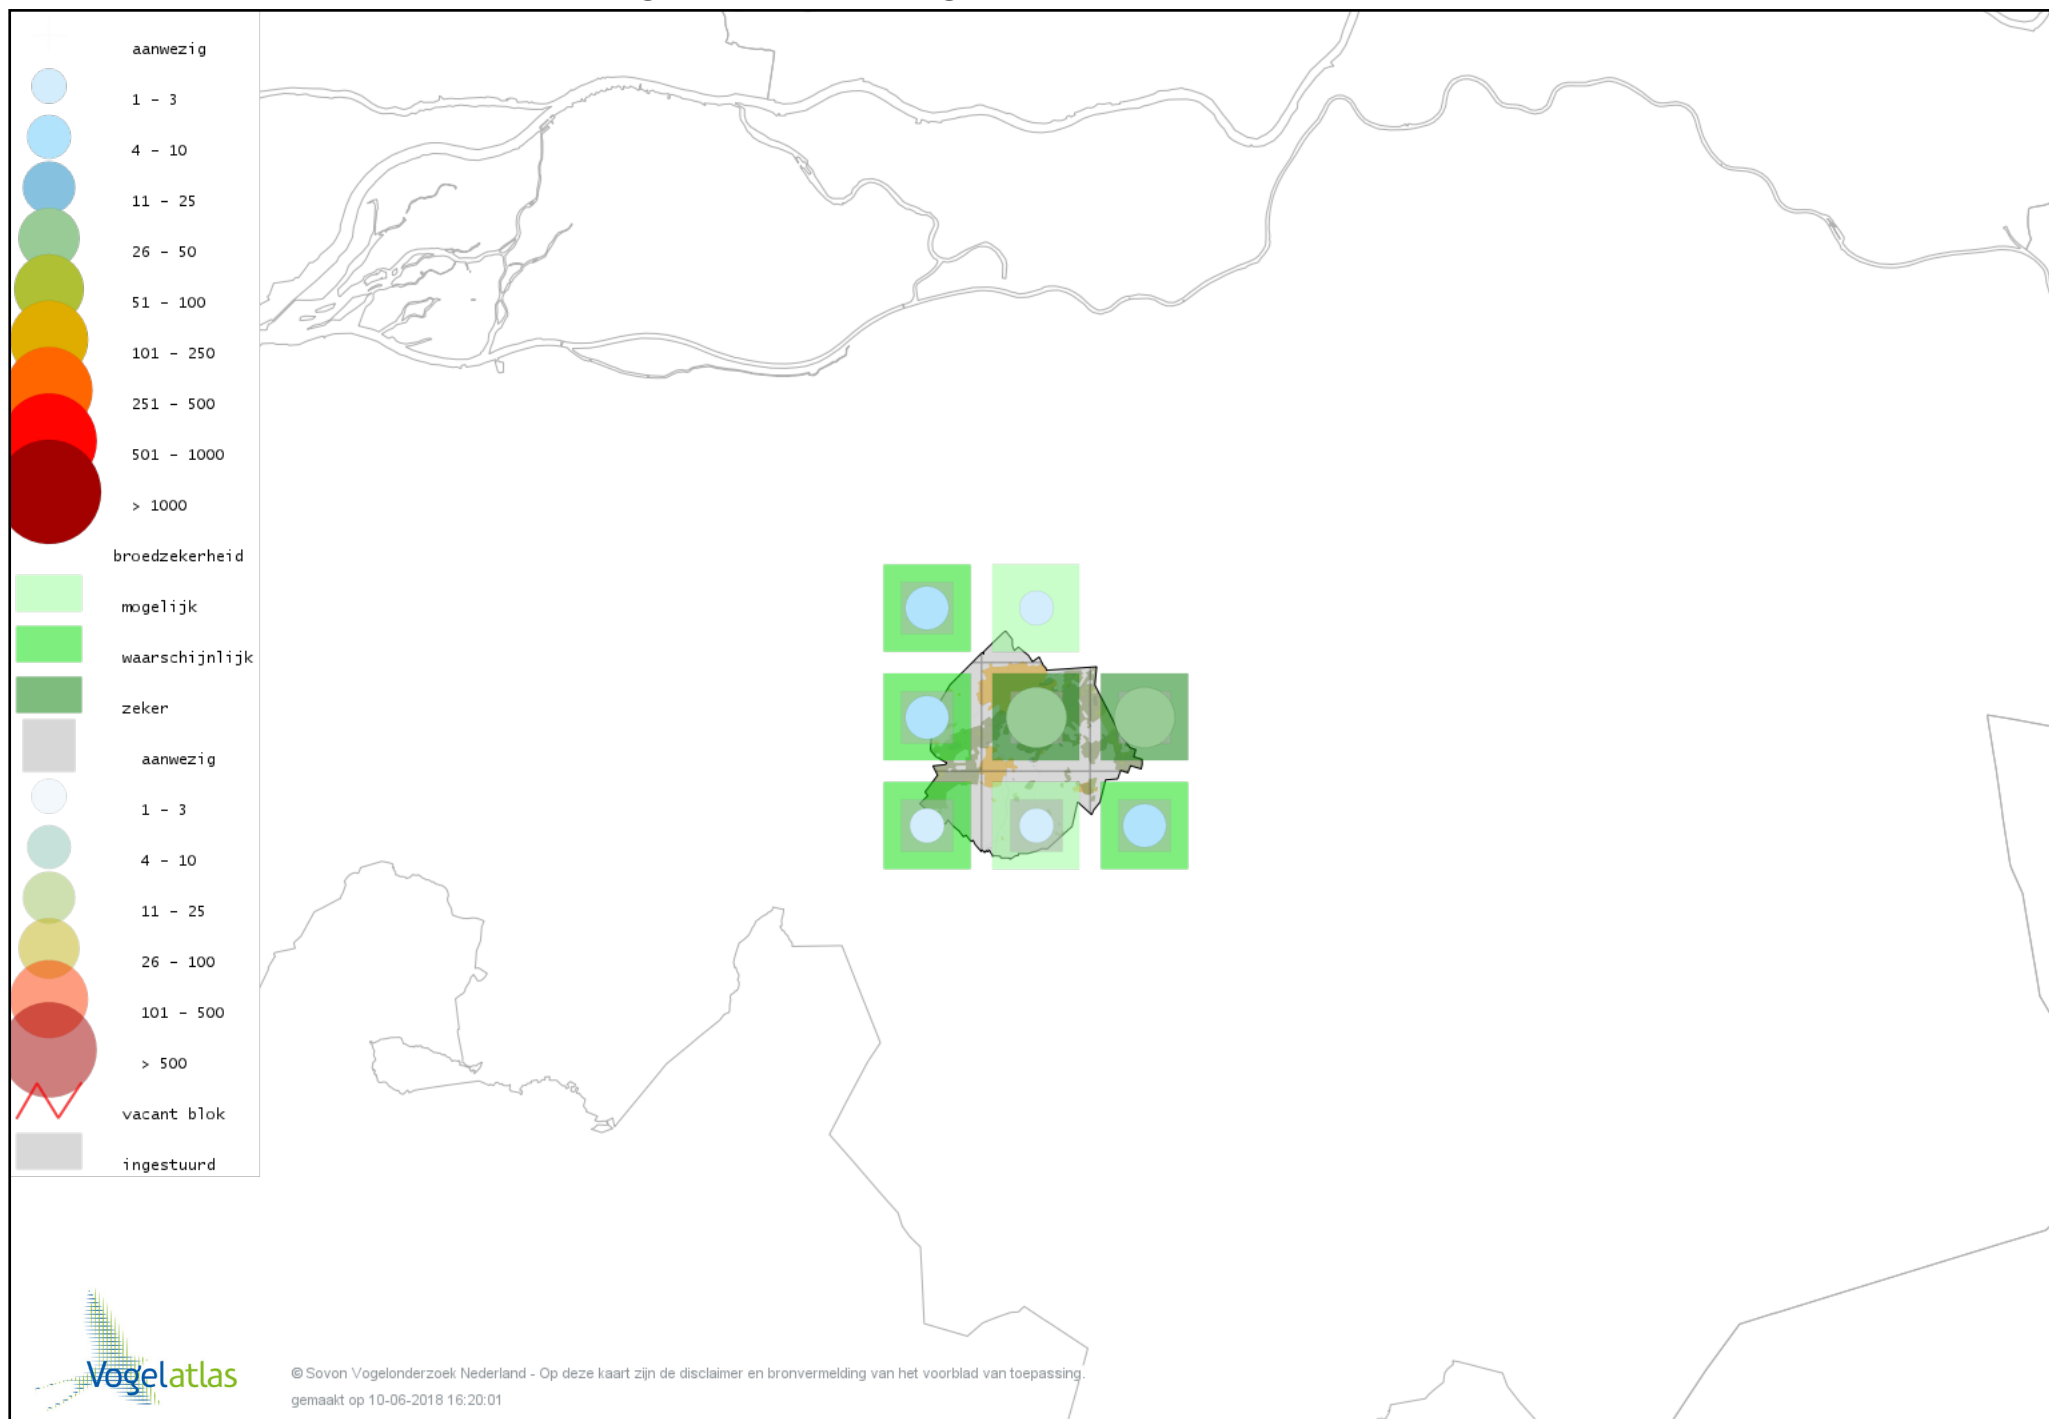 aanwezig
1 - 3
4 - 10
11 - 25
26 - 50
51 - 100
101 - 250
251 - 500
501 - 1000
> 1000
broedzekerheid
mogelijk
waarschijnlijk
zeker
aanwezig
1 - 3
4 - 10
11 - 25
26 - 100
101 - 500
> 500
vacant blok
ingestuurd
Vogelatlas
© Sovon Vogelonderzoek Nederland - Op deze kaart zijn de disclaimer en bronvermelding van het voorblad van toepassing.
gemaakt op 10-06-2018 16:20:01